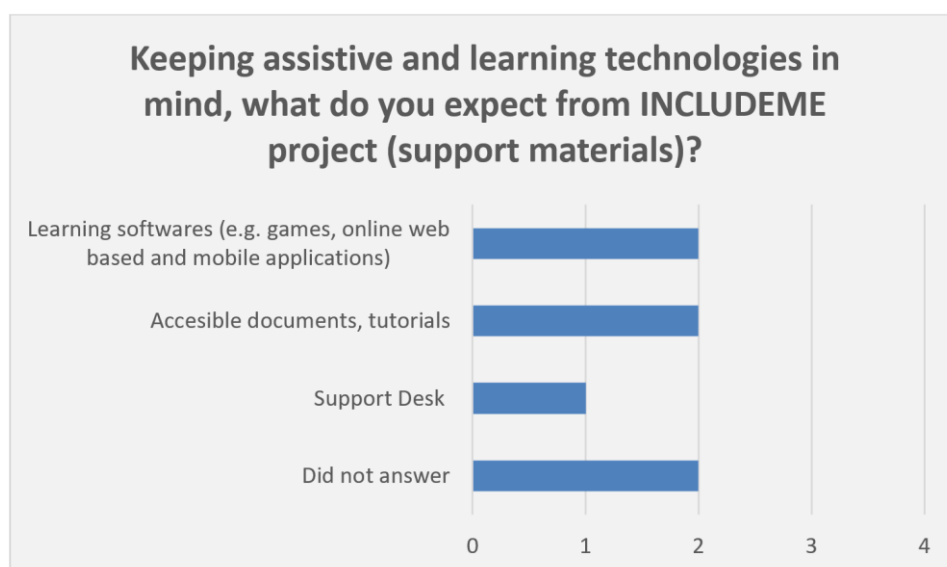 Keeping assistive and learning technologies in
mind, what do you expect from INCLUDEME
project (support materials)?
Learning softwares (e.g. games, online web
based and mobile applications)
Accesible documents, tutorials
Support Desk
Did not answer
0 1 2 3 4